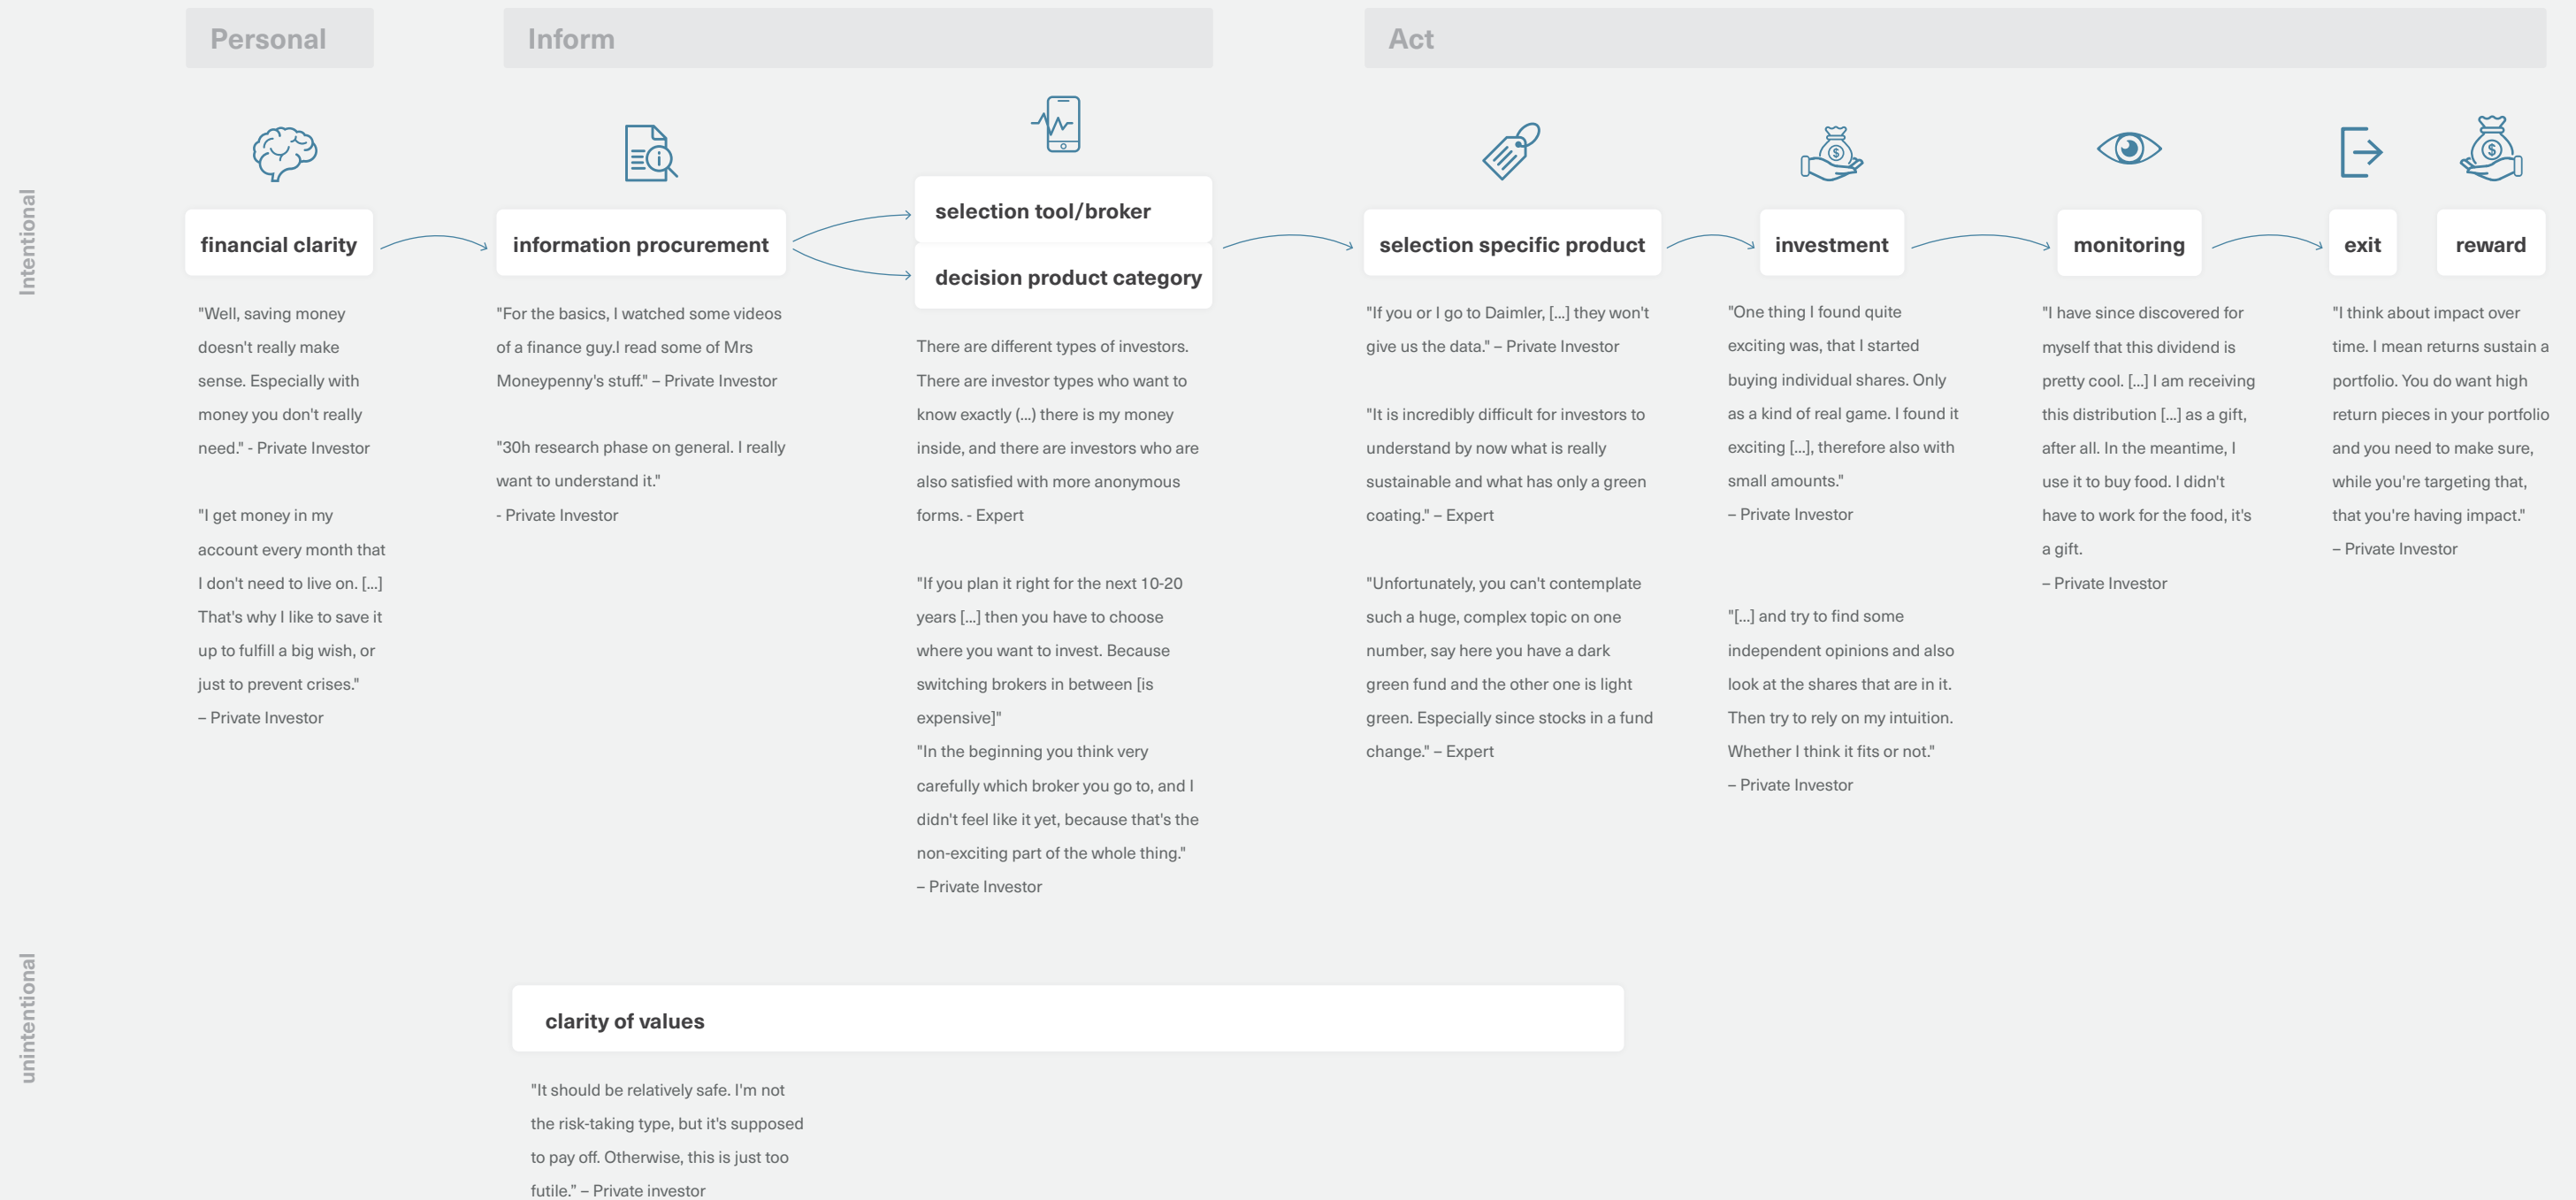 Personal
Inform
Act
Intentional
financial clarity
information procurement
selection tool/broker
decision product category
selection specific product
investment
monitoring
exit
reward
"Well, saving money
doesn't really make
sense. Especially with
money you don't really
need." - Private Investor
"I get money in my
account every month that
I don't need to live on. [...]
That's why I like to save it
up to fulfill a big wish, or
just to prevent crises."
– Private Investor
"For the basics, I watched some videos
of a finance guy.I read some of Mrs
Moneypenny's stuff." – Private Investor
"30h research phase on general. I really
want to understand it."
- Private Investor
There are different types of investors.
There are investor types who want to
know exactly (...) there is my money
inside, and there are investors who are
also satisfied with more anonymous
forms. - Expert
"If you plan it right for the next 10-20
years [...] then you have to choose
where you want to invest. Because
switching brokers in between [is
expensive]"
"In the beginning you think very
carefully which broker you go to, and I
didn't feel like it yet, because that's the
non-exciting part of the whole thing."
– Private Investor
"If you or I go to Daimler, [...] they won't
give us the data." – Private Investor
"It is incredibly difficult for investors to
understand by now what is really
sustainable and what has only a green
coating." – Expert
"Unfortunately, you can't contemplate
such a huge, complex topic on one
number, say here you have a dark
green fund and the other one is light
green. Especially since stocks in a fund
change." – Expert
"One thing I found quite
exciting was, that I started
buying individual shares. Only
as a kind of real game. I found it
exciting [...], therefore also with
small amounts."
– Private Investor
"[...] and try to find some
independent opinions and also
look at the shares that are in it.
Then try to rely on my intuition.
Whether I think it fits or not."
– Private Investor
"I have since discovered for
myself that this dividend is
pretty cool. [...] I am receiving
this distribution [...] as a gift,
after all. In the meantime, I
use it to buy food. I didn't
have to work for the food, it's
a gift.
– Private Investor
"I think about impact over
time. I mean returns sustain a
portfolio. You do want high
return pieces in your portfolio
and you need to make sure,
while you're targeting that,
that you're having impact."
– Private Investor
unintentional
clarity of values
"It should be relatively safe. I'm not
the risk-taking type, but it's supposed
to pay off. Otherwise, this is just too
futile." – Private investor